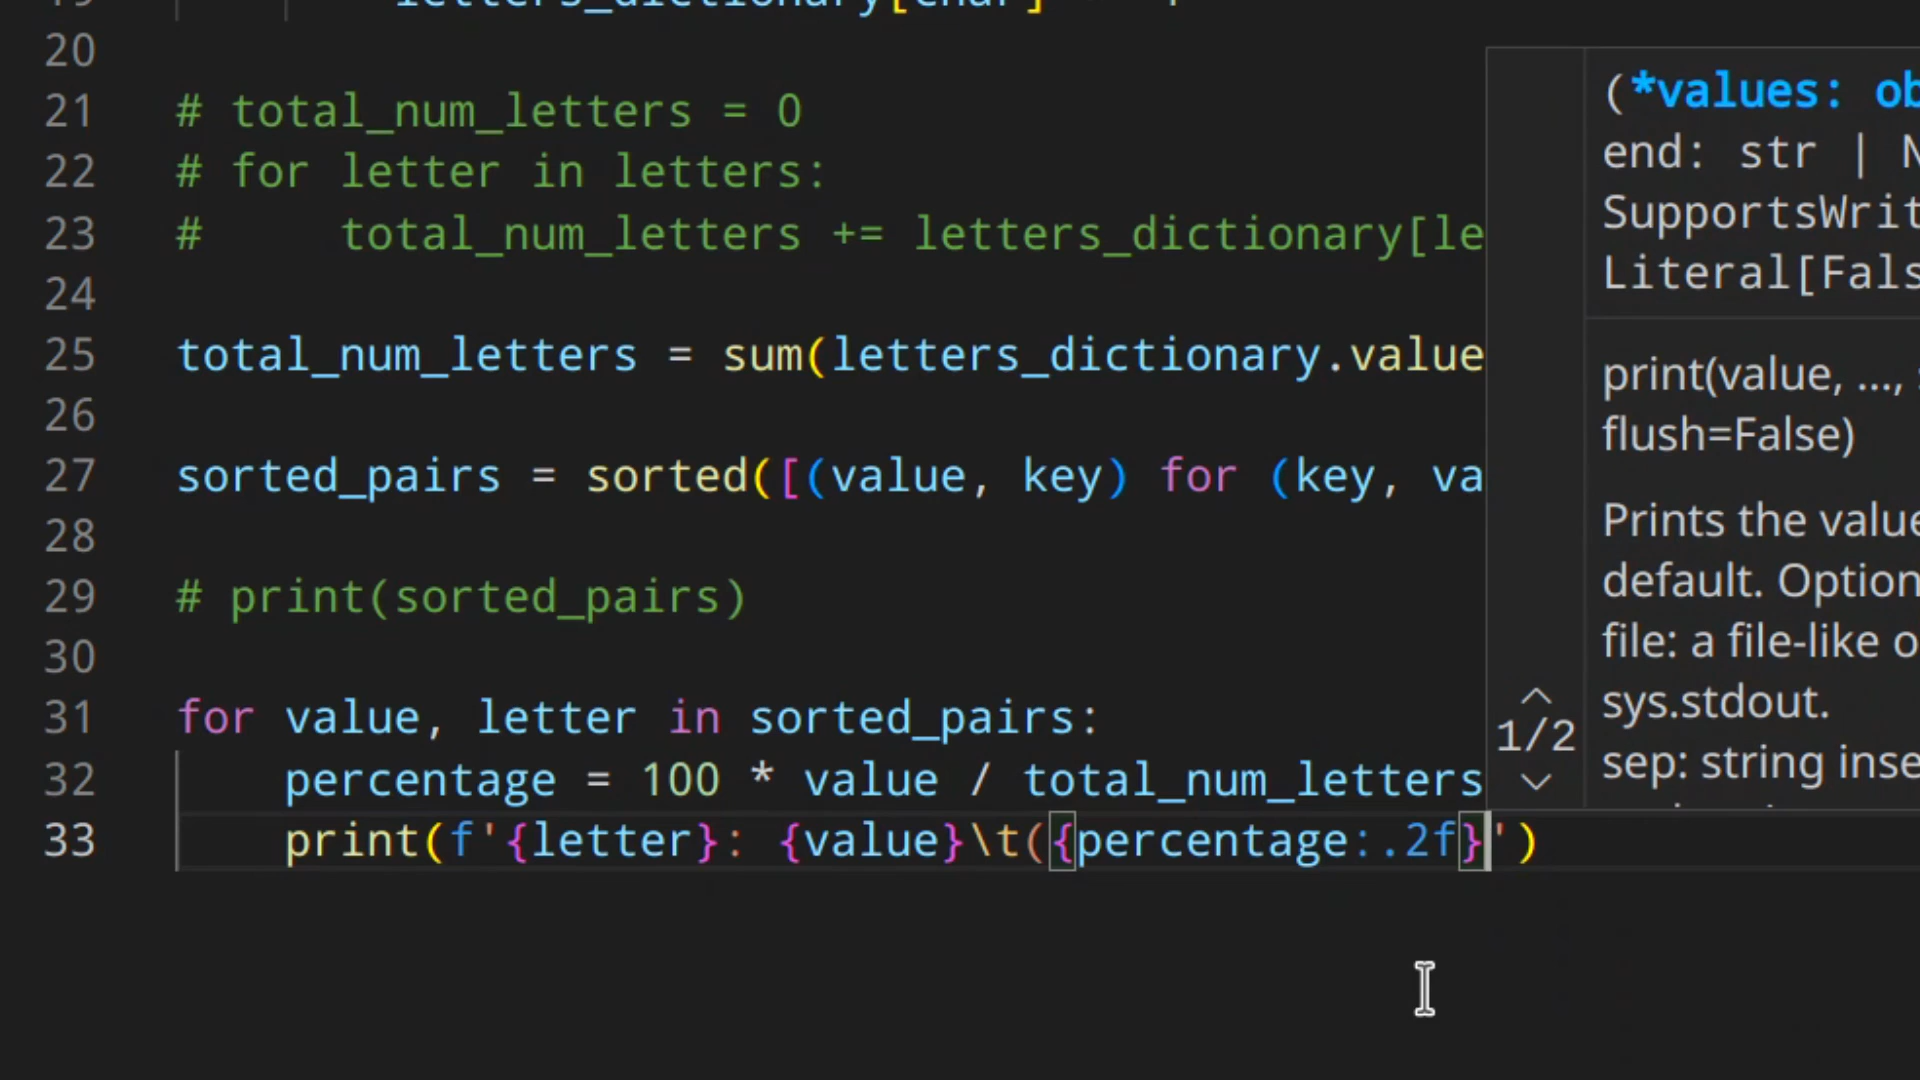 19 letters_dictionary[char]
20
21 # total_num_letters = 0
22 # for letter in letters:
23 #     total_num_letters += letters_dictionary[le
24
25 total_num_letters = sum(letters_dictionary.value
26
27 sorted_pairs = sorted([(value, key) for (key, va
28
29 # print(sorted_pairs)
30
31 for value, letter in sorted_pairs:
32     percentage = 100 * value / total_num_letters
33     print(f'{letter}: {value}\t({percentage:.2f}')
(*values: ob
end: str | N
SupportsWrit
Literal[Fals
print(value, ...,
flush=False)
Prints the value
default. Option
file: a file-like o
sys.stdout.
sep: string inse
1/2